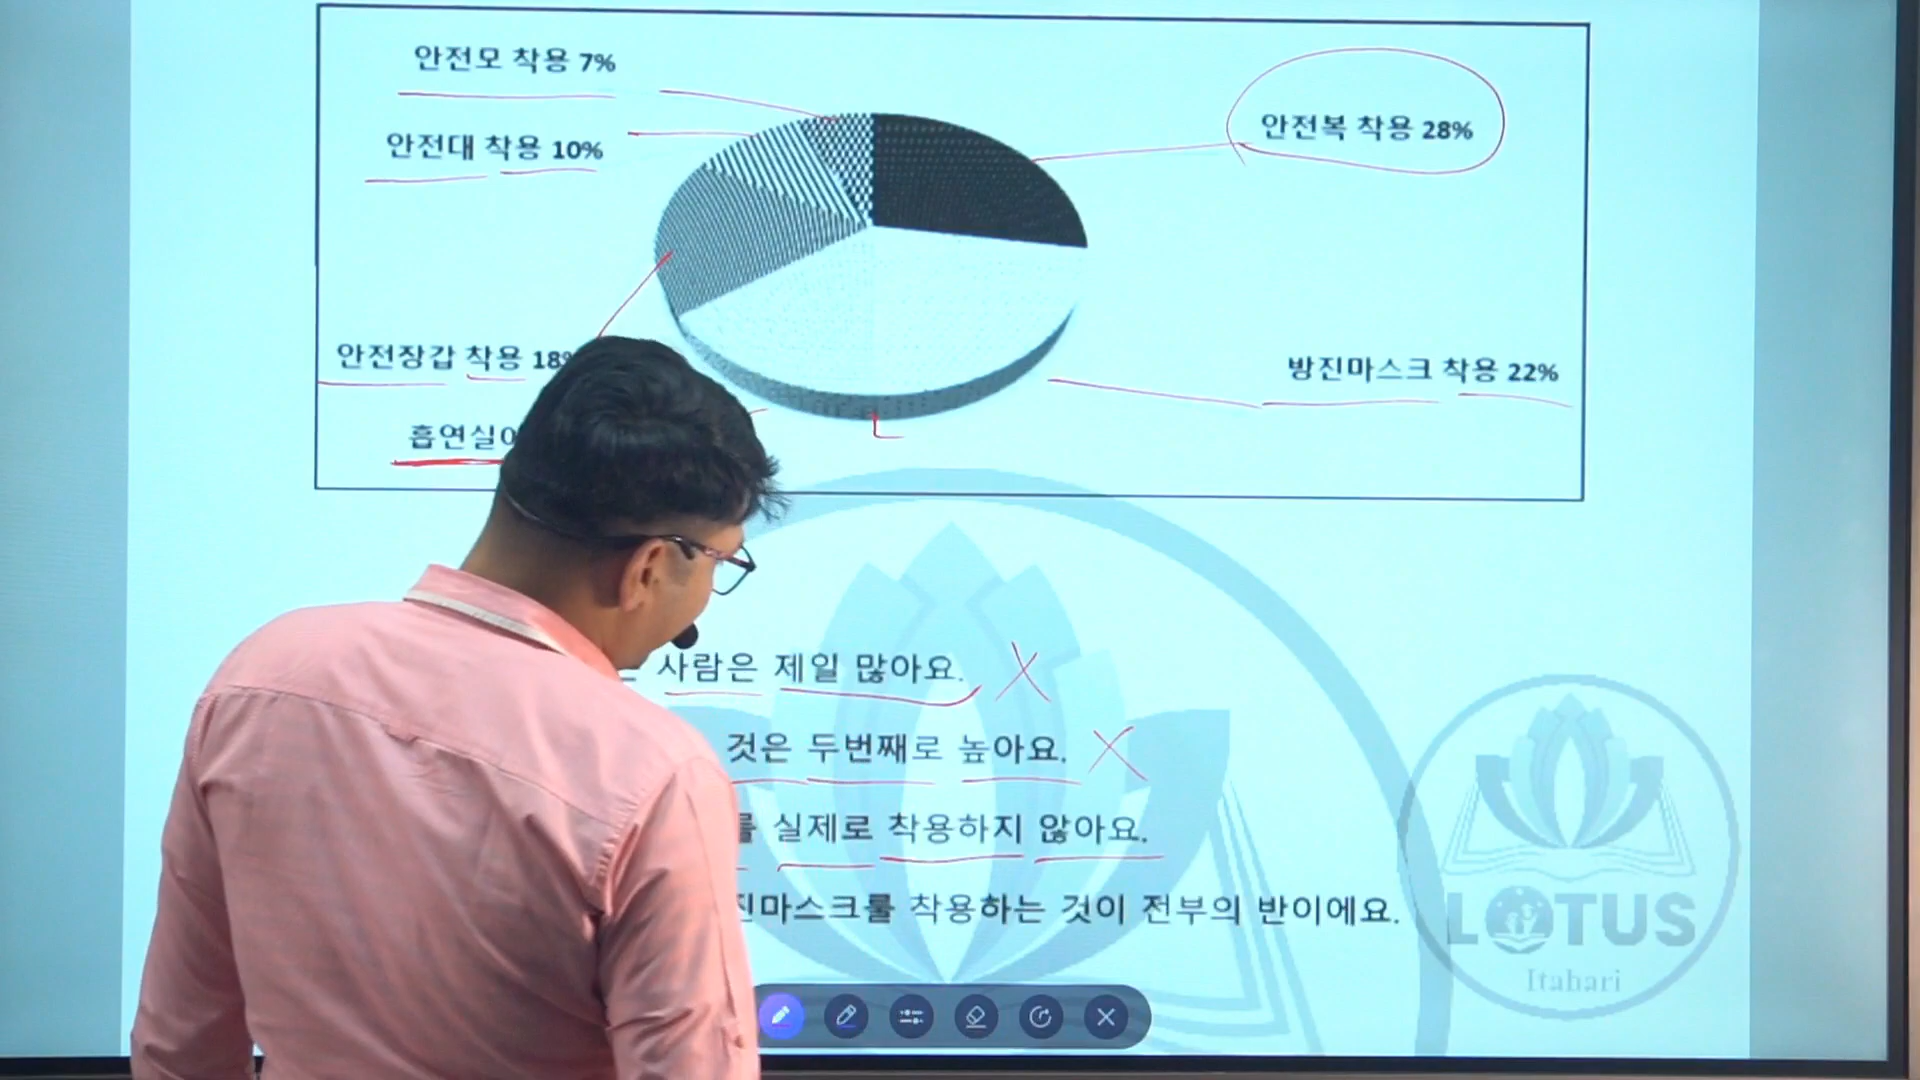 안전모 착용 7%
안전복 착용 28%
안전대 착용 10%
안전장갑 착용 18%
방진마스크 착용 22%
흡연실
사람은 제일 많아요.
것은 두번째로 높아요.
를 실제로 착용하지 않아요.
진마스크를 착용하는 것이 전부의 반이에요.
LOTUS
Itahari